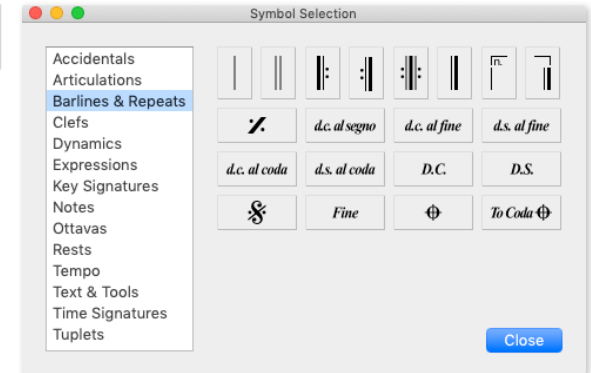 Symbol Selection
Accidentals
Articulations
Barlines & Repeats
Clefs
Dynamics
Expressions
Key Signatures
Notes
Ottavas
Rests
Tempo
Text & Tools
Time Signatures
Tuplets
n.
d.c. al segno d.c. al fine d.s. al fine
d.c. al coda d.s. al coda D.C. D.S.
Fine To Coda
Close